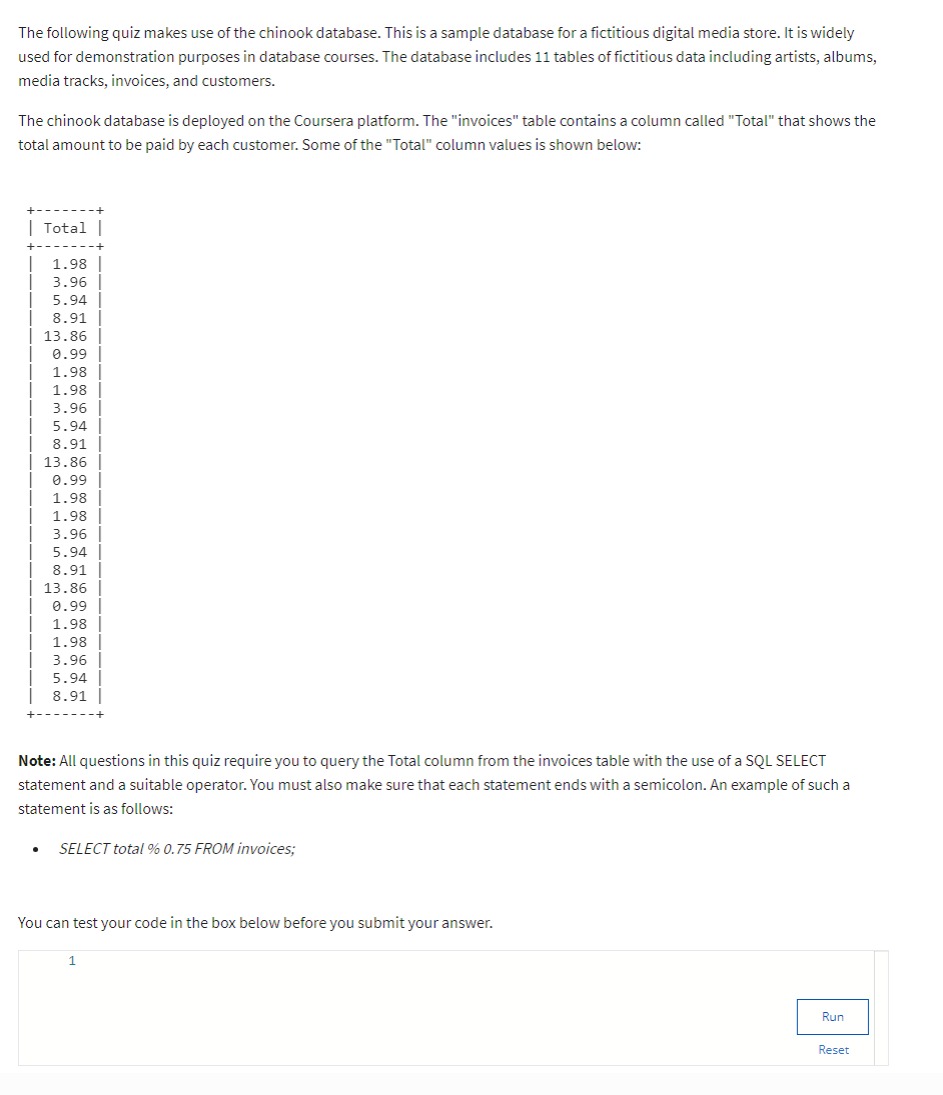 The following quiz makes use of the chinook database. This is a sample database for a fictitious digital media store. It is widely
used for demonstration purposes in database courses. The database includes 11 tables of fictitious data including artists, albums,
media tracks, invoices, and customers.
The chinook database is deployed on the Coursera platform. The "invoices" table contains a column called "Total" that shows the
total amount to be paid by each customer. Some of the "Total" column values is shown below:
+-------+
| Total |
+-------+
|  1.98 |
|  3.96 |
|  5.94 |
|  8.91 |
| 13.86 |
|  0.99 |
|  1.98 |
|  1.98 |
|  3.96 |
|  5.94 |
|  8.91 |
| 13.86 |
|  0.99 |
|  1.98 |
|  1.98 |
|  3.96 |
|  5.94 |
|  8.91 |
| 13.86 |
|  0.99 |
|  1.98 |
|  1.98 |
|  3.96 |
|  5.94 |
|  8.91 |
+-------+
Note: All questions in this quiz require you to query the Total column from the invoices table with the use of a SQL SELECT
statement and a suitable operator. You must also make sure that each statement ends with a semicolon. An example of such a
statement is as follows:
• SELECT total % 0.75 FROM invoices;
You can test your code in the box below before you submit your answer.
1
Run
Reset